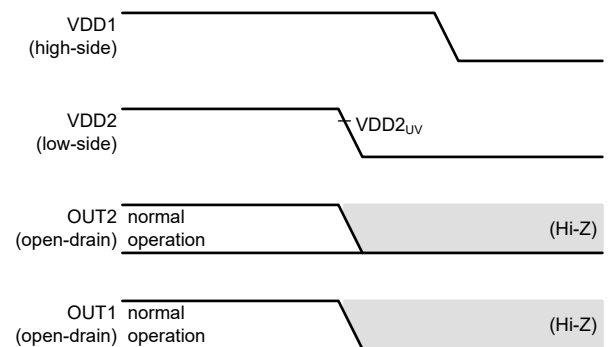 VDD1
(high-side)
VDD2
(low-side)
VDD2UV
OUT2 normal
(open-drain) operation
(Hi-Z)
OUT1 normal
(open-drain) operation
(Hi-Z)